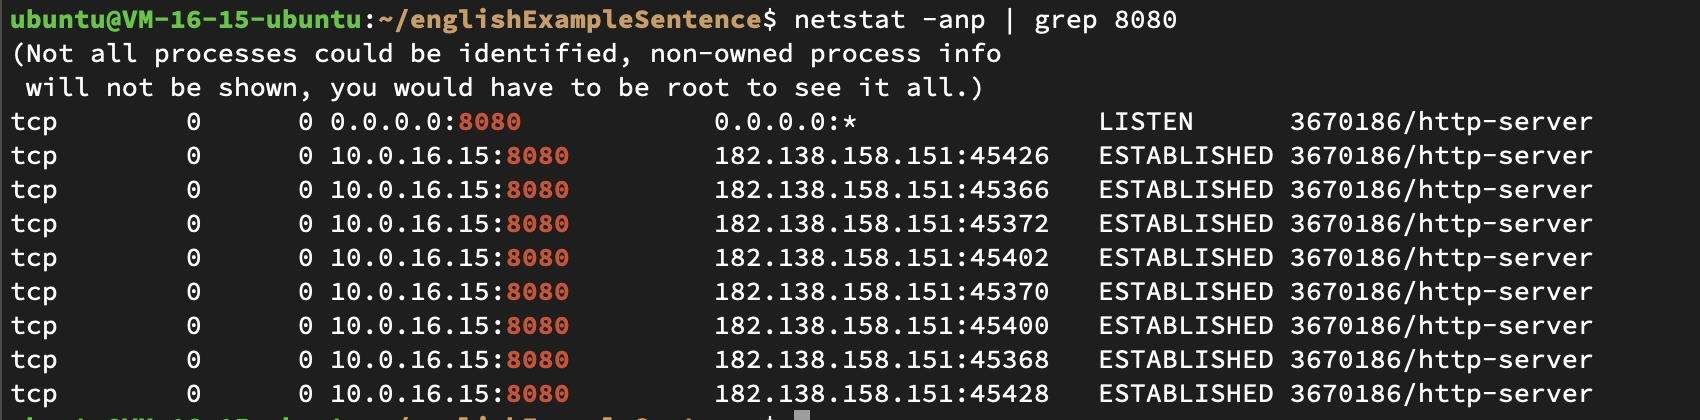 ubuntu@VM-16-15-ubuntu:~/englishExampleSentence$ netstat -anp | grep 8080
(Not all processes could be identified, non-owned process info
 will not be shown, you would have to be root to see it all.)
tcp        0      0 0.0.0.0:8080            0.0.0.0:*               LISTEN      3670186/http-server
tcp        0      0 10.0.16.15:8080         182.138.158.151:45426   ESTABLISHED 3670186/http-server
tcp        0      0 10.0.16.15:8080         182.138.158.151:45366   ESTABLISHED 3670186/http-server
tcp        0      0 10.0.16.15:8080         182.138.158.151:45372   ESTABLISHED 3670186/http-server
tcp        0      0 10.0.16.15:8080         182.138.158.151:45402   ESTABLISHED 3670186/http-server
tcp        0      0 10.0.16.15:8080         182.138.158.151:45370   ESTABLISHED 3670186/http-server
tcp        0      0 10.0.16.15:8080         182.138.158.151:45400   ESTABLISHED 3670186/http-server
tcp        0      0 10.0.16.15:8080         182.138.158.151:45368   ESTABLISHED 3670186/http-server
tcp        0      0 10.0.16.15:8080         182.138.158.151:45428   ESTABLISHED 3670186/http-server